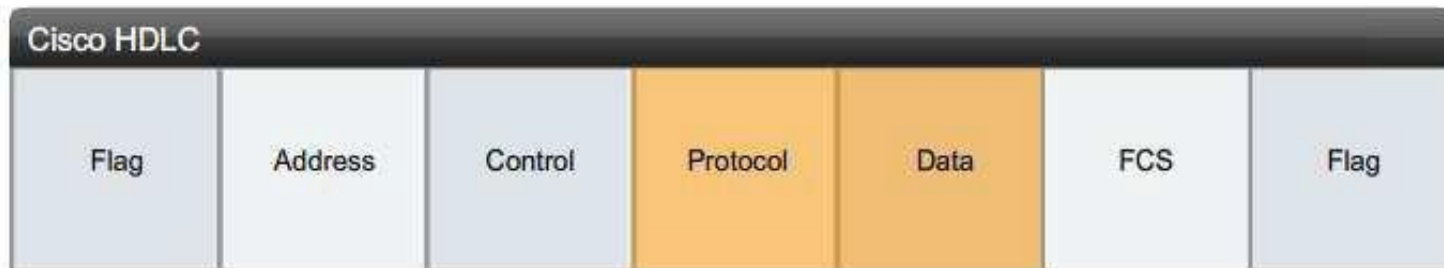 Cisco HDLC
Flag Address Control Protocol Data FCS Flag